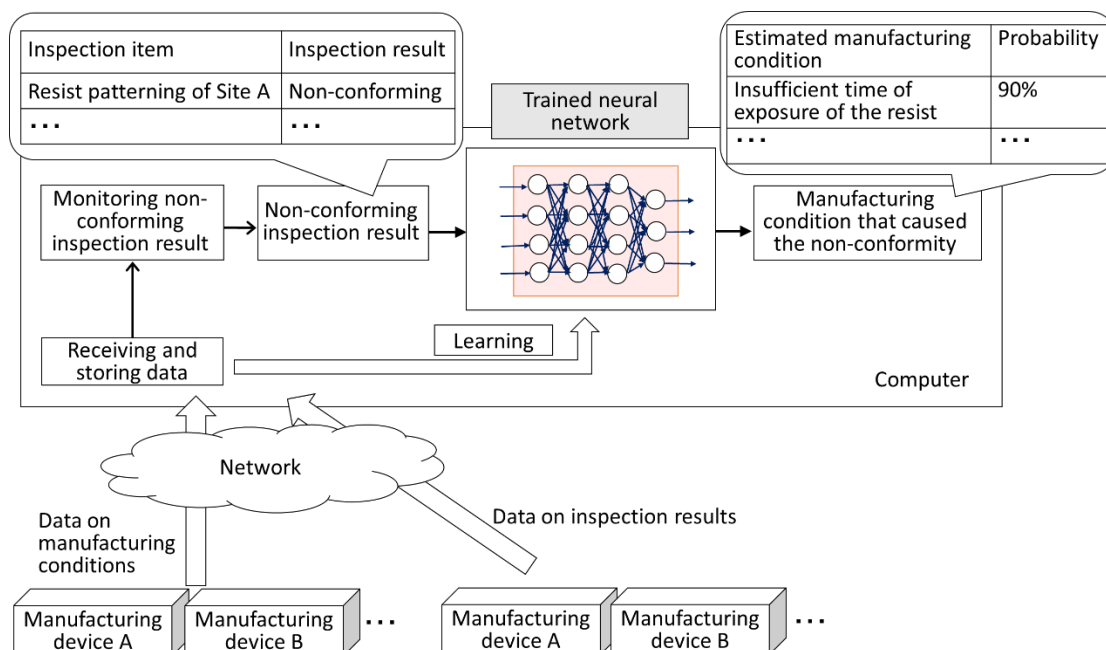 Inspection item
Inspection result
Resist patterning of Site A
Non-conforming
...
...
Estimated manufacturing
condition
Probability
Insufficient time of
exposure of the resist
90%
...
...
Trained neural
network
Monitoring non-
conforming
inspection result
Non-conforming
inspection result
Manufacturing
condition that caused
the non-conformity
Receiving and
storing data
Learning
Computer
Network
Data on
manufacturing
conditions
Data on inspection results
Manufacturing
device A
Manufacturing
device B
...
Manufacturing
device A
Manufacturing
device B
...